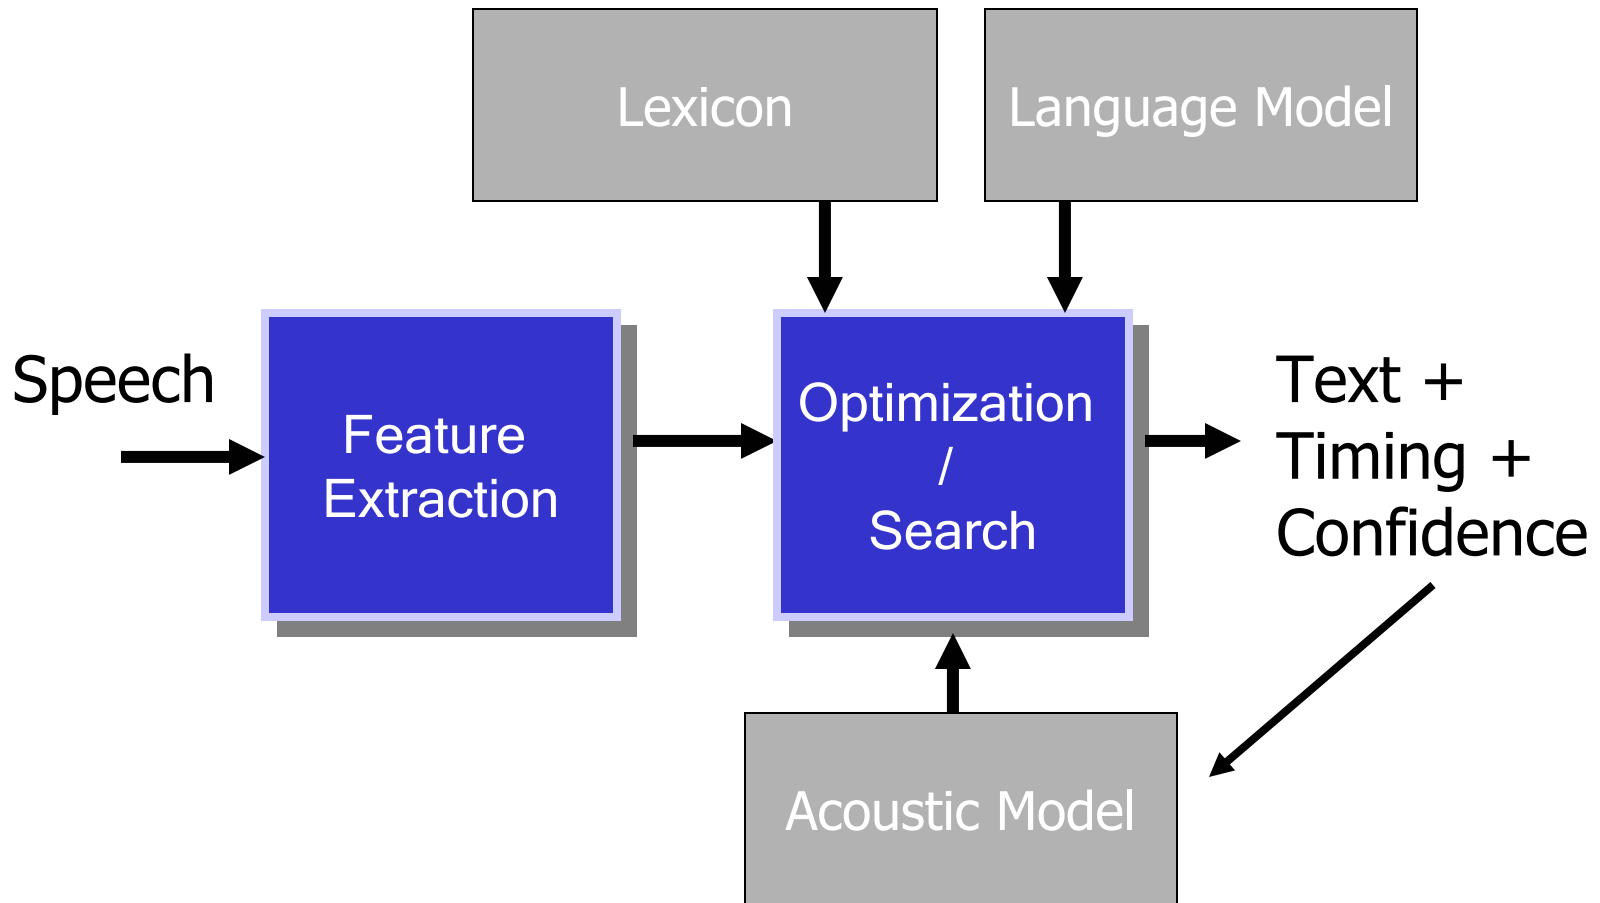 Lexicon
Language Model
Speech
Feature
Extraction
Optimization
/
Search
Text +
Timing +
Confidence
Acoustic Model